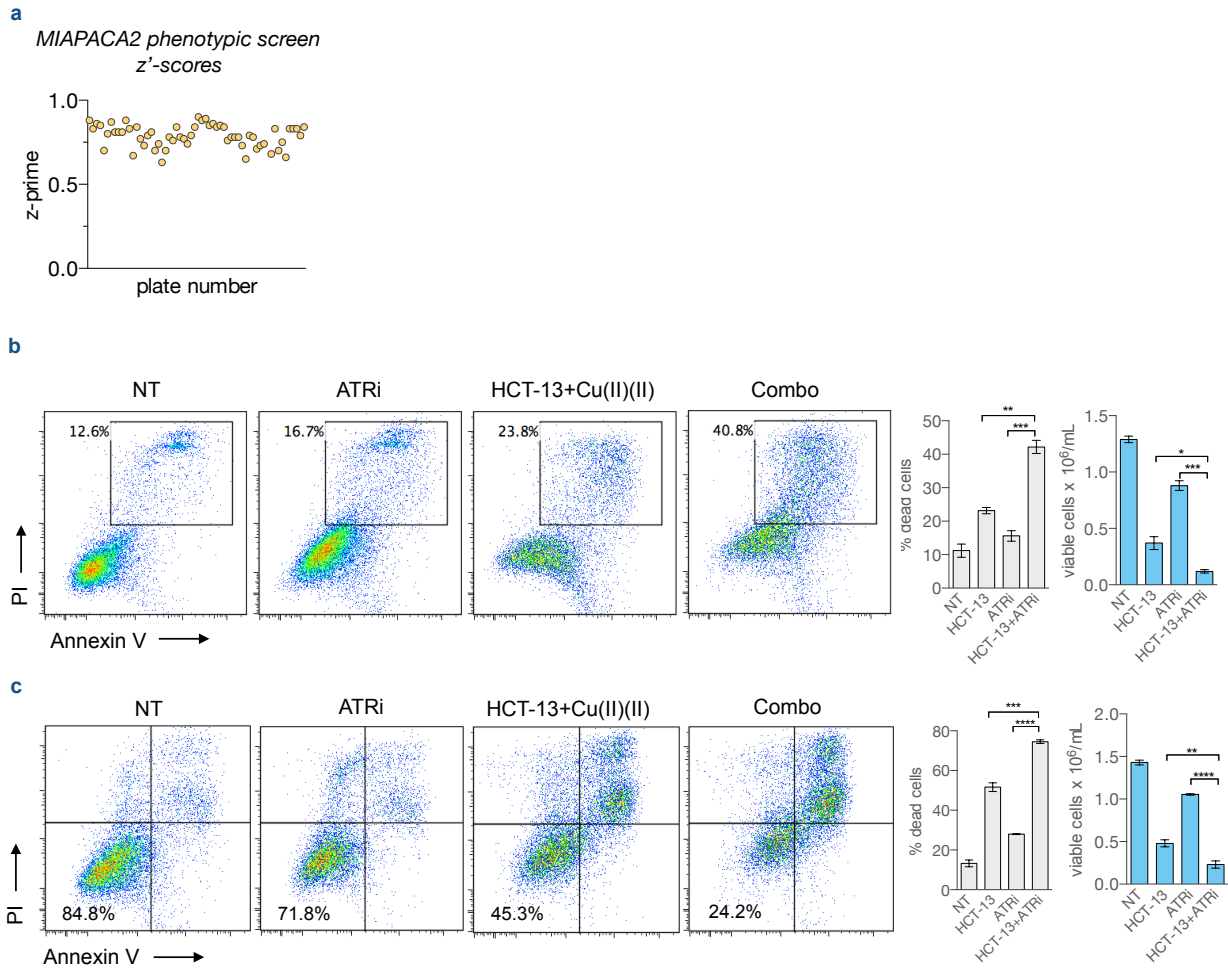 a
MIAPACA2 phenotypic screen
z'-scores
1.0
0.5
0.0
z-prime
plate number
b
NT
ATRi
HCT-13+Cu(II)(II)
Combo
12.6%
16.7%
23.8%
40.8%
PI
Annexin V
% dead cells
50
40
30
20
10
0
**
***
NT
HCT-13
ATRi
HCT-13+ATRi
viable cells x 10⁶/mL
1.5
1.0
0.5
0.0
*
***
NT
HCT-13
ATRi
HCT-13+ATRi
c
NT
ATRi
HCT-13+Cu(II)(II)
Combo
84.8%
71.8%
45.3%
24.2%
PI
Annexin V
% dead cells
80
60
40
20
0
***
****
NT
HCT-13
ATRi
HCT-13+ATRi
viable cells x 10⁶/mL
2.0
1.5
1.0
0.5
0.0
**
****
NT
HCT-13
ATRi
HCT-13+ATRi